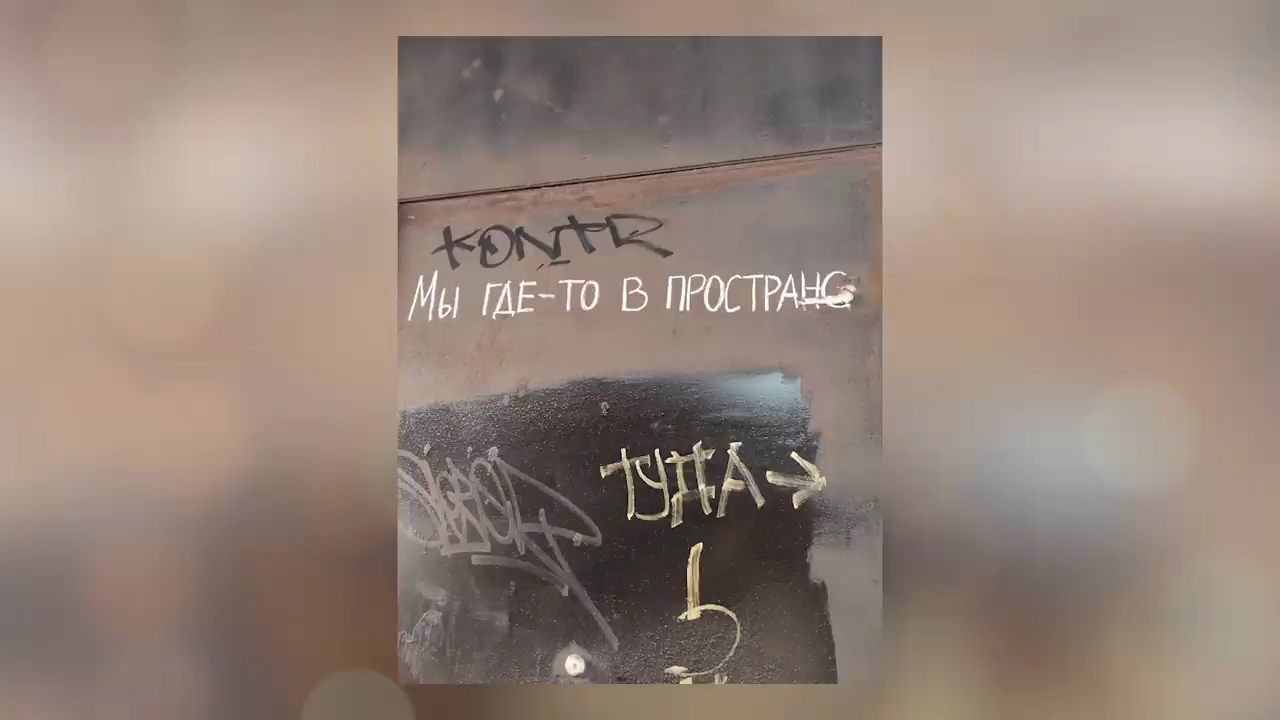 KONTR
Мы ГДЕ-ТО В ПРОСТРАНС
ТУДА →